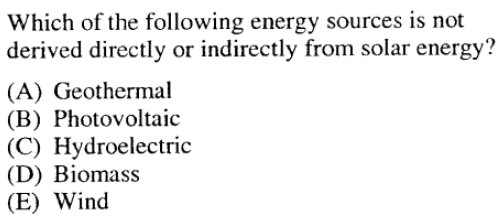 Which of the following energy sources is not
derived directly or indirectly from solar energy?
(A) Geothermal
(B) Photovoltaic
(C) Hydroelectric
(D) Biomass
(E) Wind